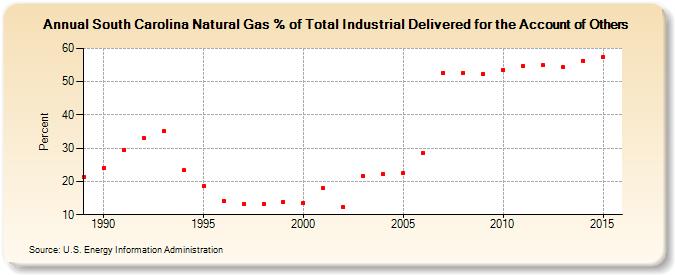 Annual South Carolina Natural Gas % of Total Industrial Delivered for the Account of Others
60
50
40
30
20
10
Percent
1990 1995 2000 2005 2010 2015
Source: U.S. Energy Information Administration